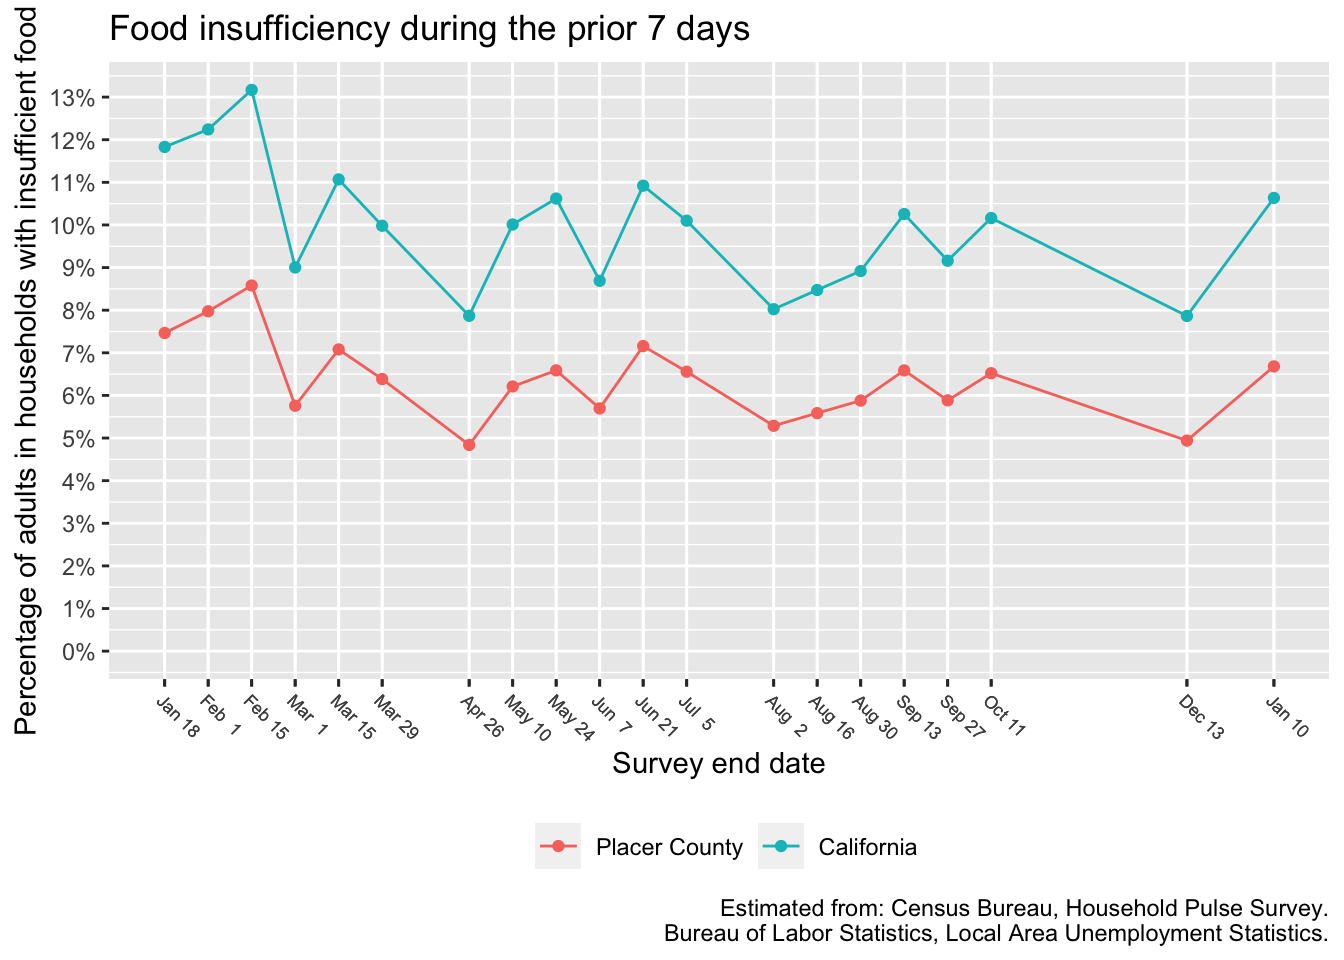 Food insufficiency during the prior 7 days
Percentage of adults in households with insufficient food
13%
12%
11%
10%
9%
8%
7%
6%
5%
4%
3%
2%
1%
0%
Jan 18
Feb 1
Feb 15
Mar 1
Mar 15
Mar 29
Apr 26
May 10
May 24
Jun 7
Jun 21
Jul 5
Aug 2
Aug 16
Aug 30
Sep 13
Sep 27
Oct 11
Dec 13
Jan 10
Survey end date
Placer County
California
Estimated from: Census Bureau, Household Pulse Survey.
Bureau of Labor Statistics, Local Area Unemployment Statistics.